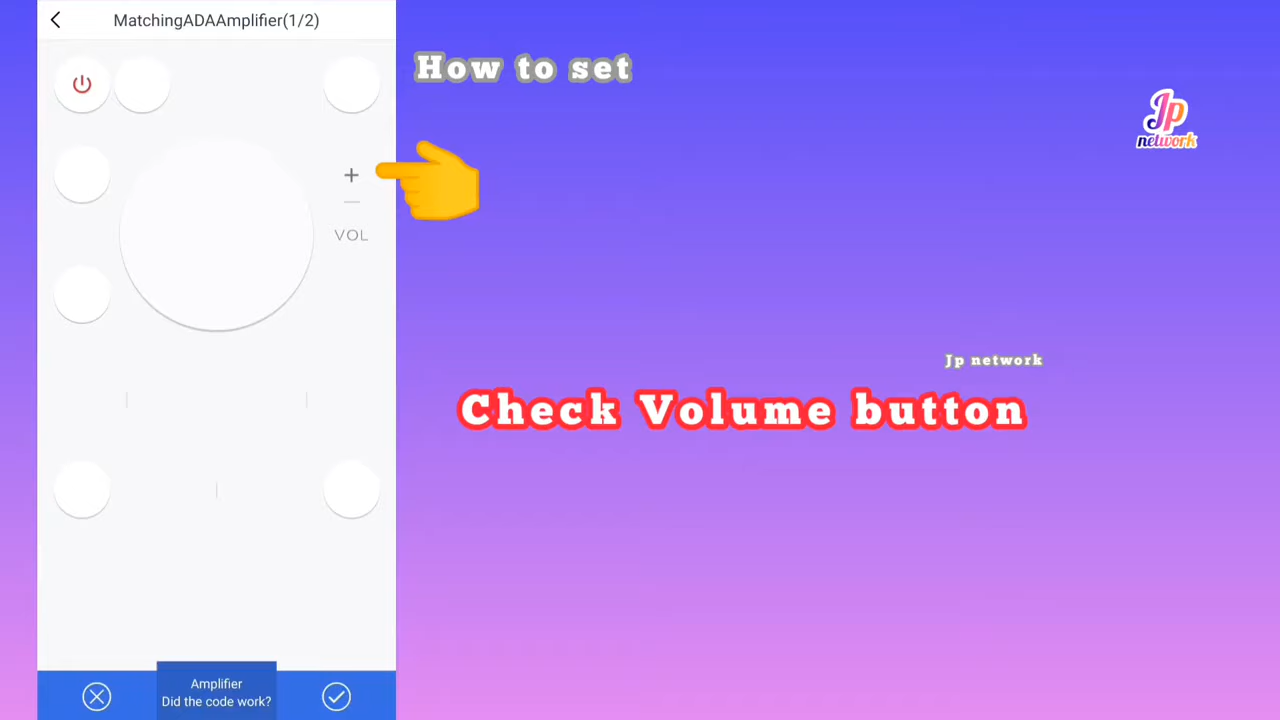 MatchingADAAmplifier(1/2)
How to set
Jp
network
+
VOL
Jp network
Check Volume button
Amplifier
Did the code work?